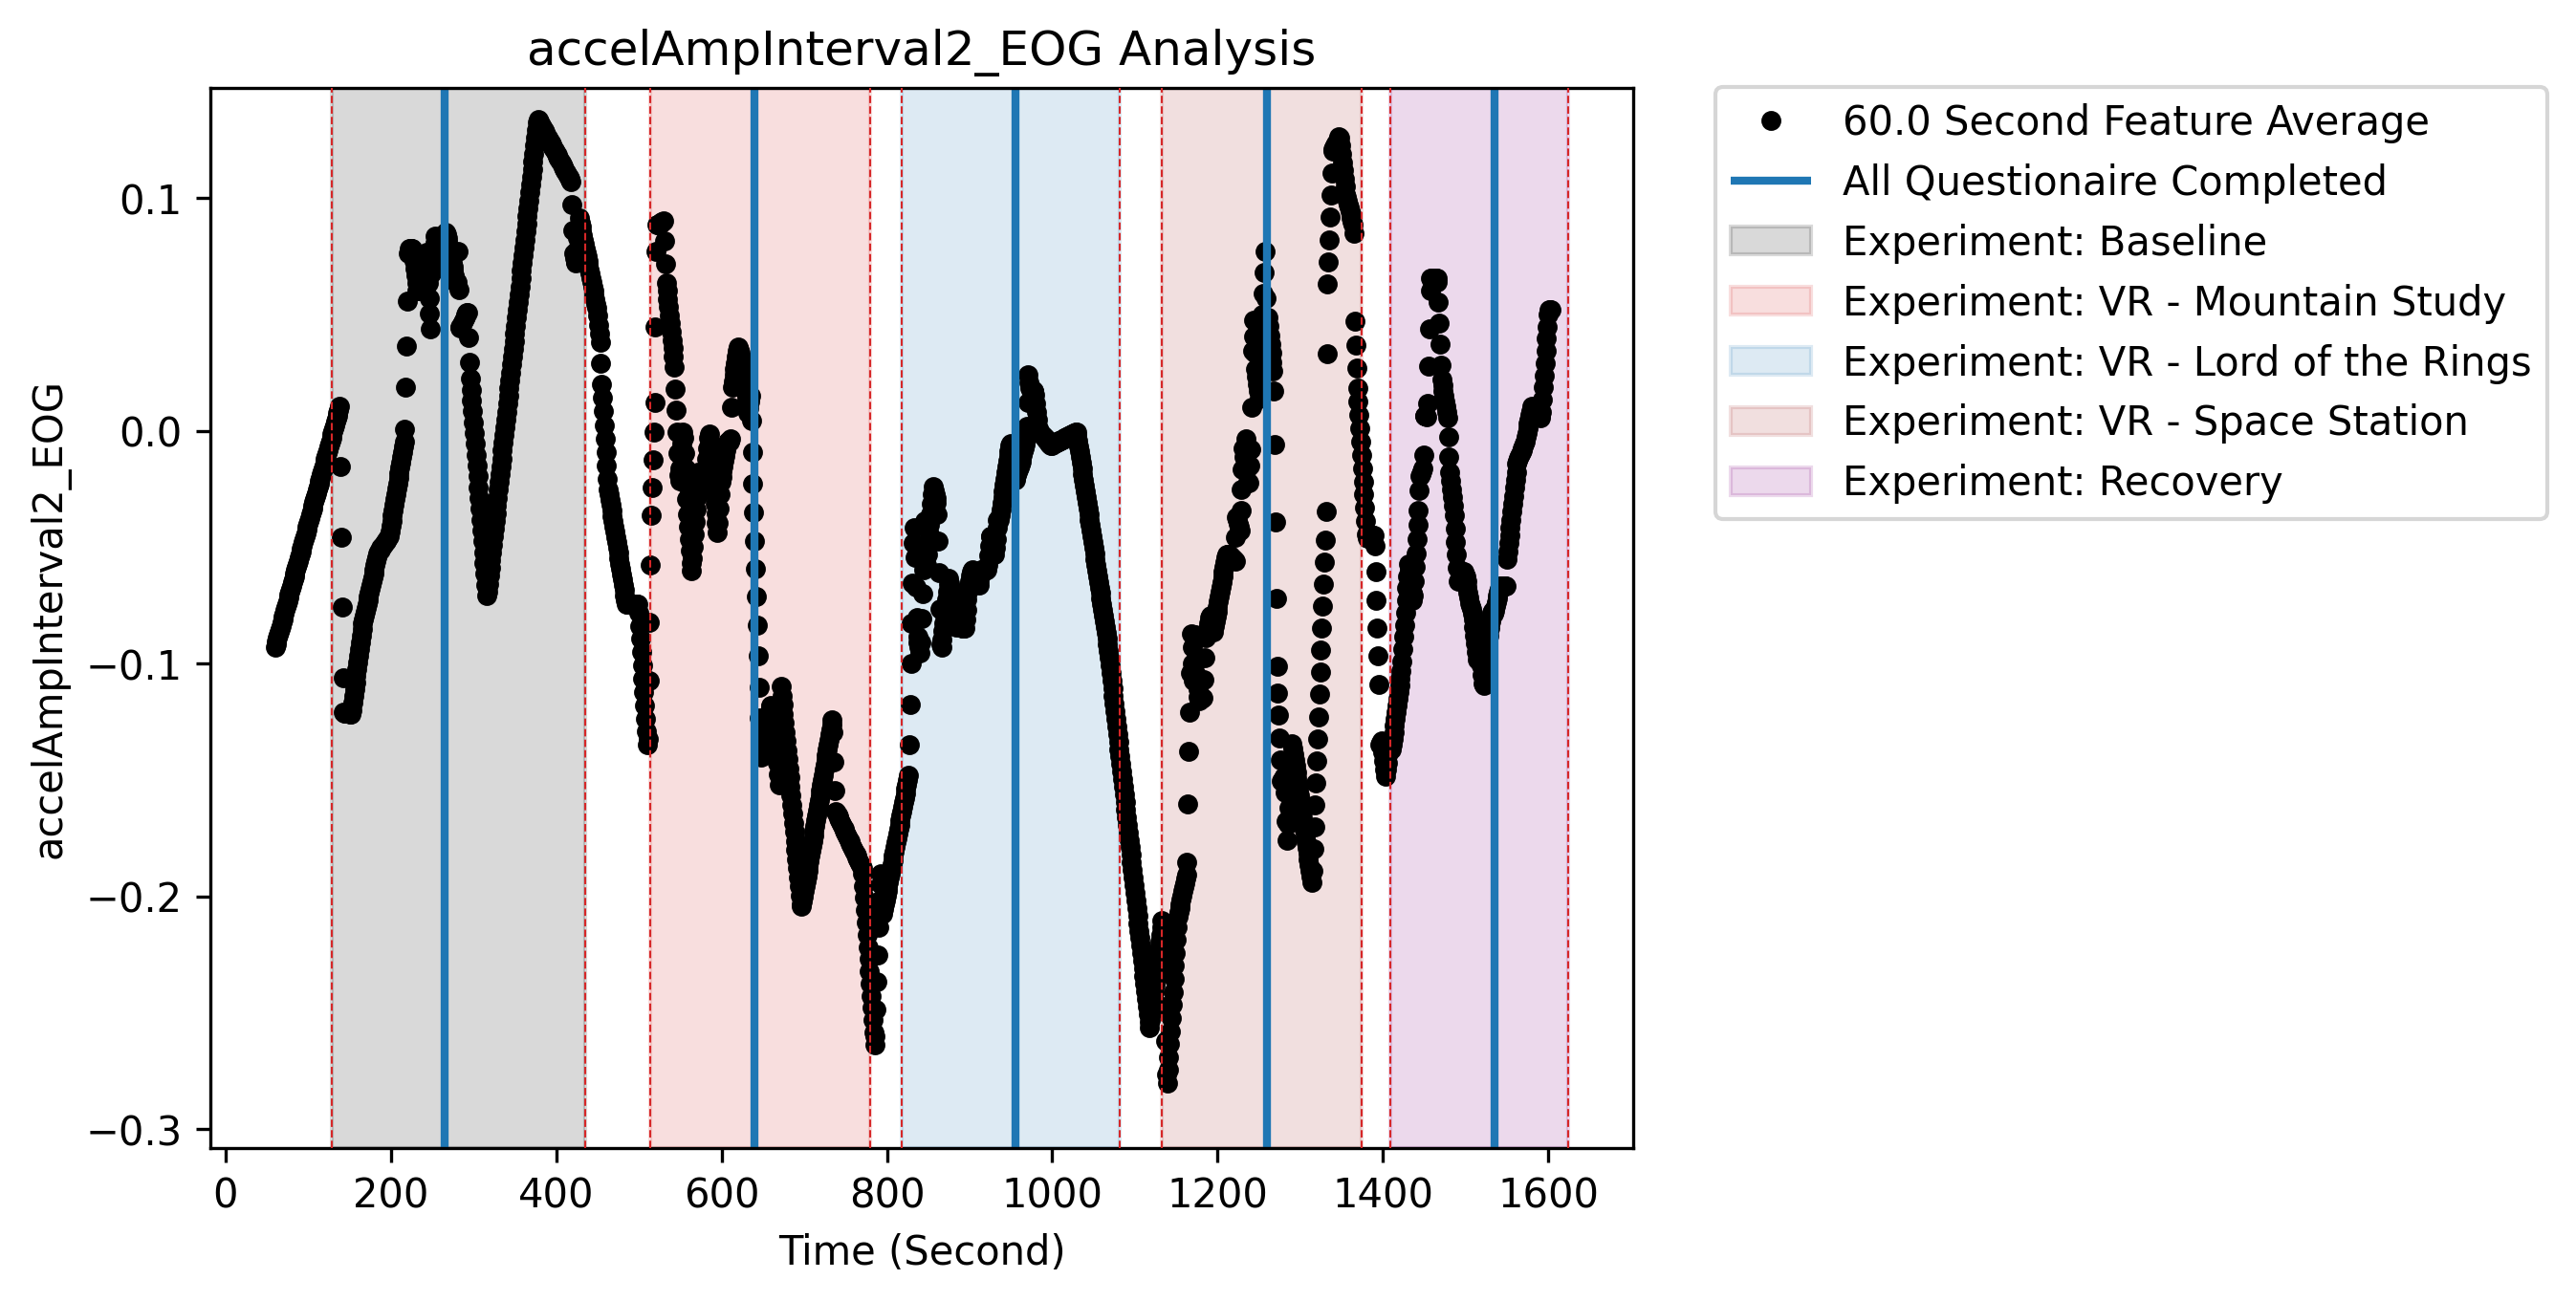 accelAmpInterval2_EOG Analysis
accelAmpInterval2_EOG
0.1
0.0
−0.1
−0.2
−0.3
0 200 400 600 800 1000 1200 1400 1600
Time (Second)
60.0 Second Feature Average
All Questionaire Completed
Experiment: Baseline
Experiment: VR - Mountain Study
Experiment: VR - Lord of the Rings
Experiment: VR - Space Station
Experiment: Recovery